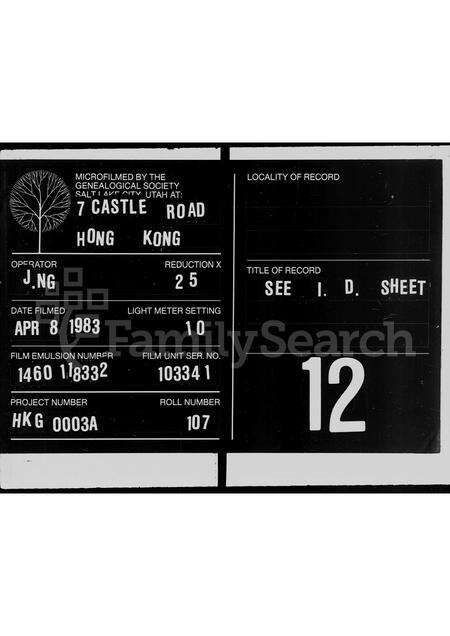 MICROFILMED BY THE
GENEALOGICAL SOCIETY
SALT LAKE CITY, UTAH AT:
7 CASTLE ROAD
HONG KONG
OPERATOR
REDUCTION X
J.NG
25
DATE FILMED
LIGHT METER SETTING
APR 8 1983
10
FILM EMULSION NUMBER
FILM UNIT SER. NO.
1460 118332
103341
PROJECT NUMBER
ROLL NUMBER
HKG 0003A
107
LOCALITY OF RECORD
TITLE OF RECORD
SEE I. D. SHEET
12
FamilySearch